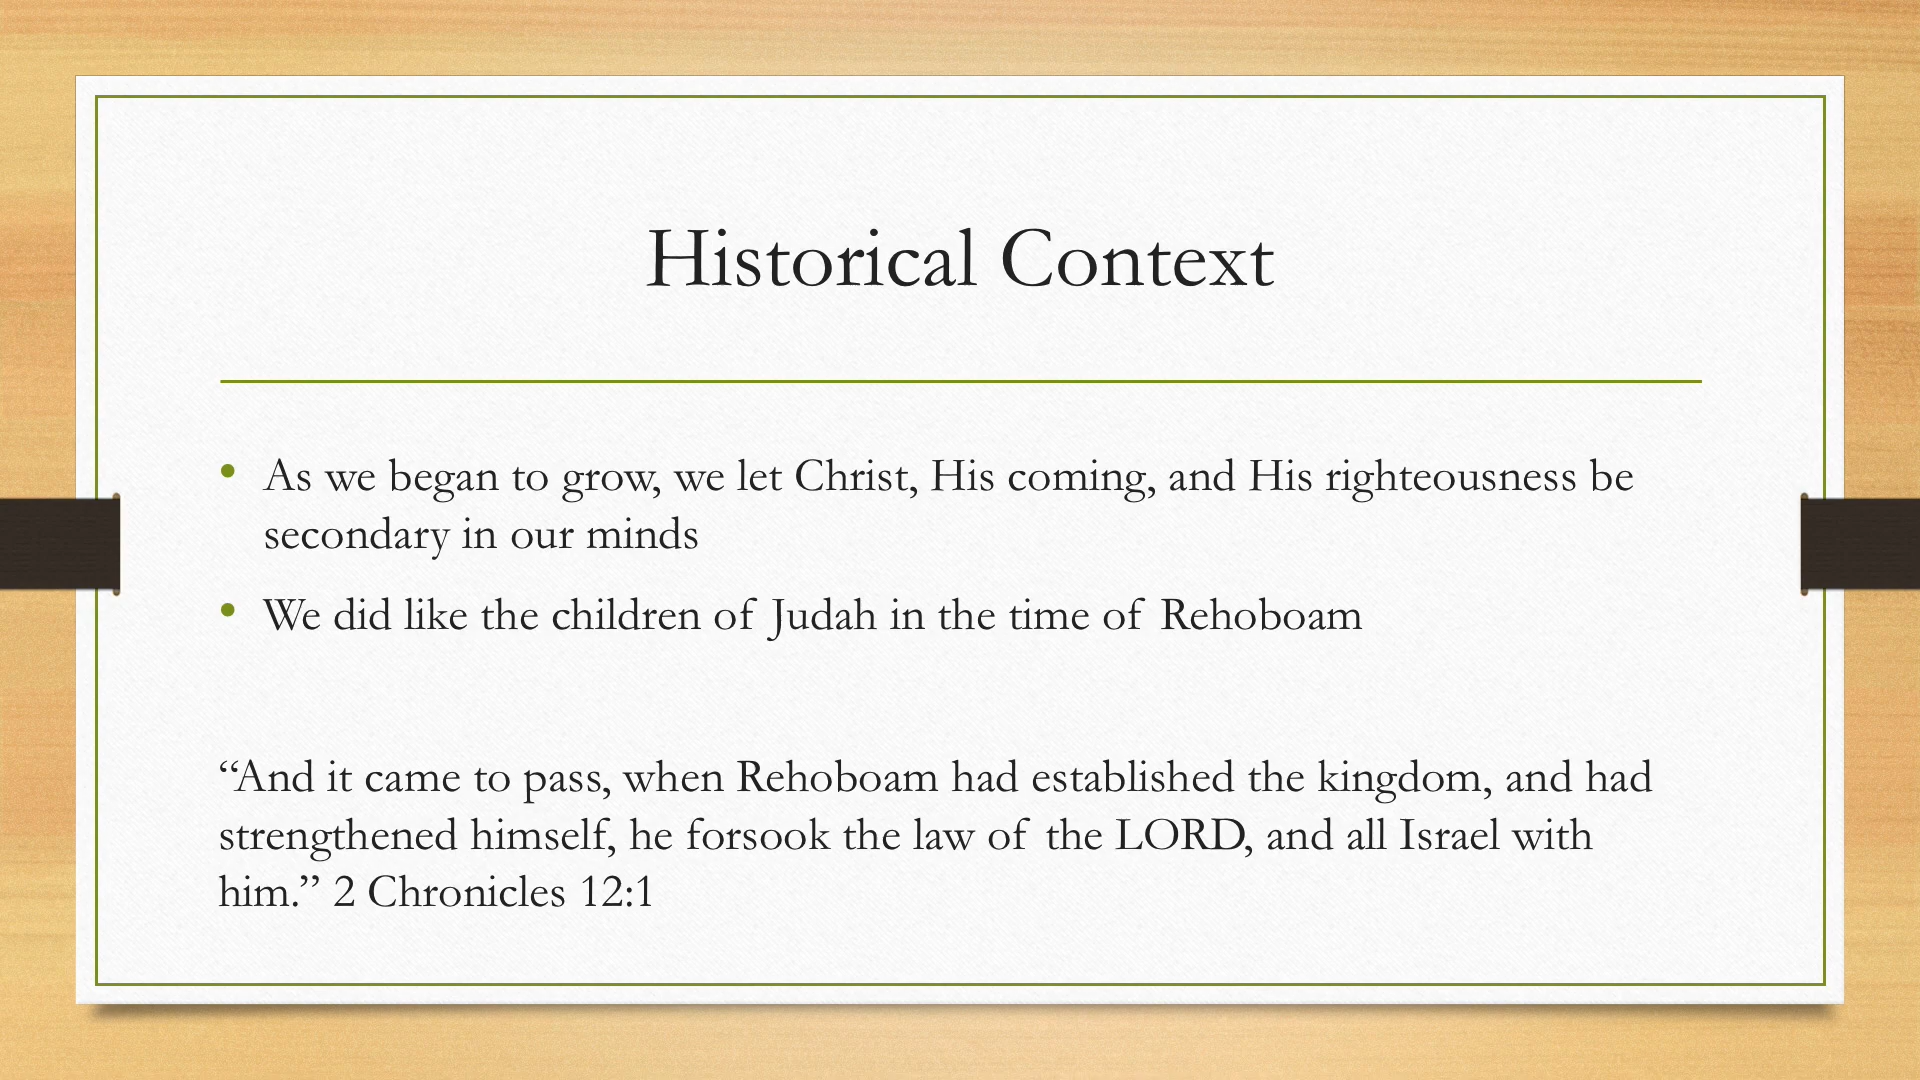 Historical Context
• As we began to grow, we let Christ, His coming, and His righteousness be
secondary in our minds
• We did like the children of Judah in the time of Rehoboam
“And it came to pass, when Rehoboam had established the kingdom, and had
strengthened himself, he forsook the law of the LORD, and all Israel with
him.” 2 Chronicles 12:1